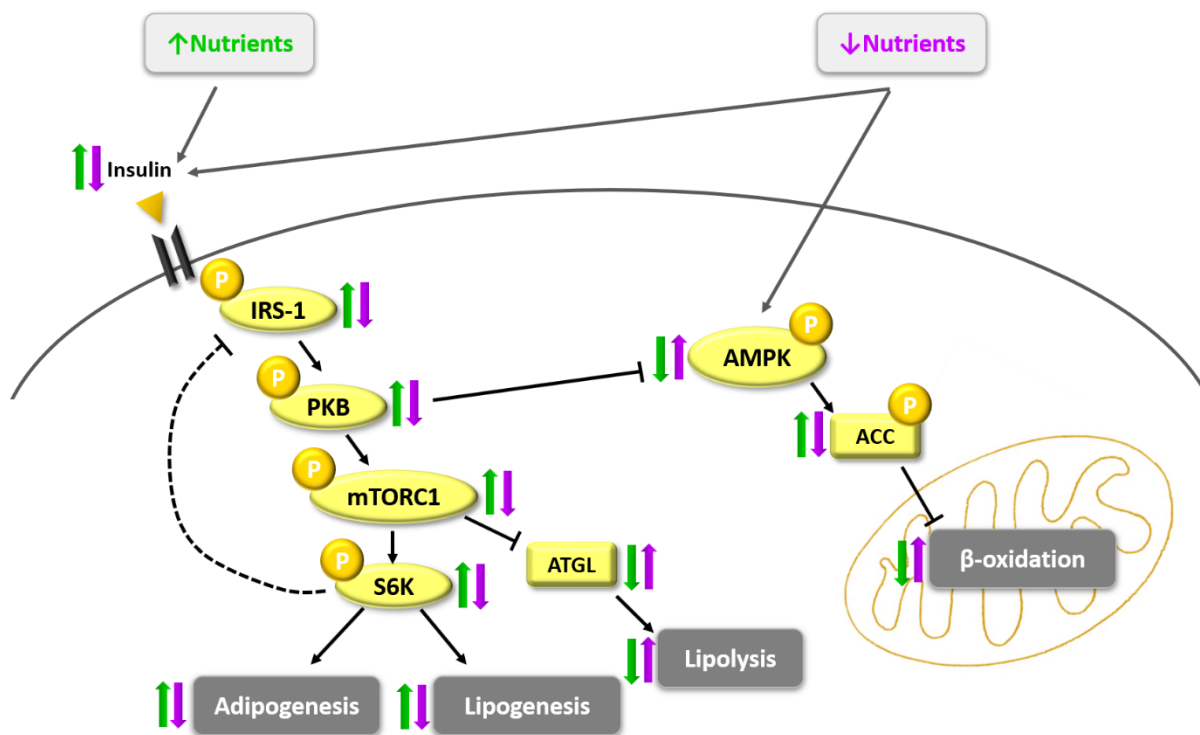 ↑Nutrients
↓Nutrients
Insulin
P
IRS-1
P
PKB
P
AMPK
P
ACC
P
mTORC1
P
S6K
ATGL
β-oxidation
Lipolysis
Adipogenesis
Lipogenesis